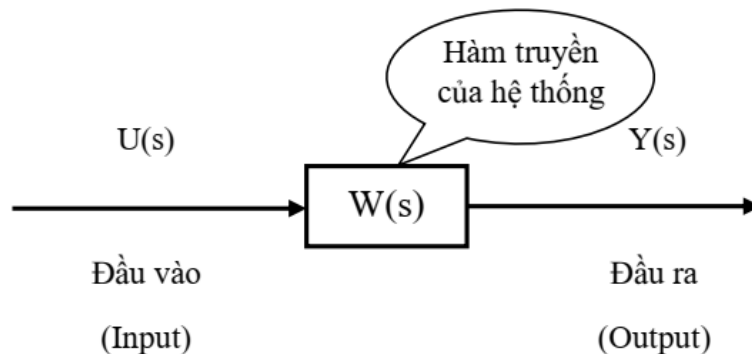 Hàm truyền
của hệ thống
U(s)
Y(s)
W(s)
Đầu vào
(Input)
Đầu ra
(Output)